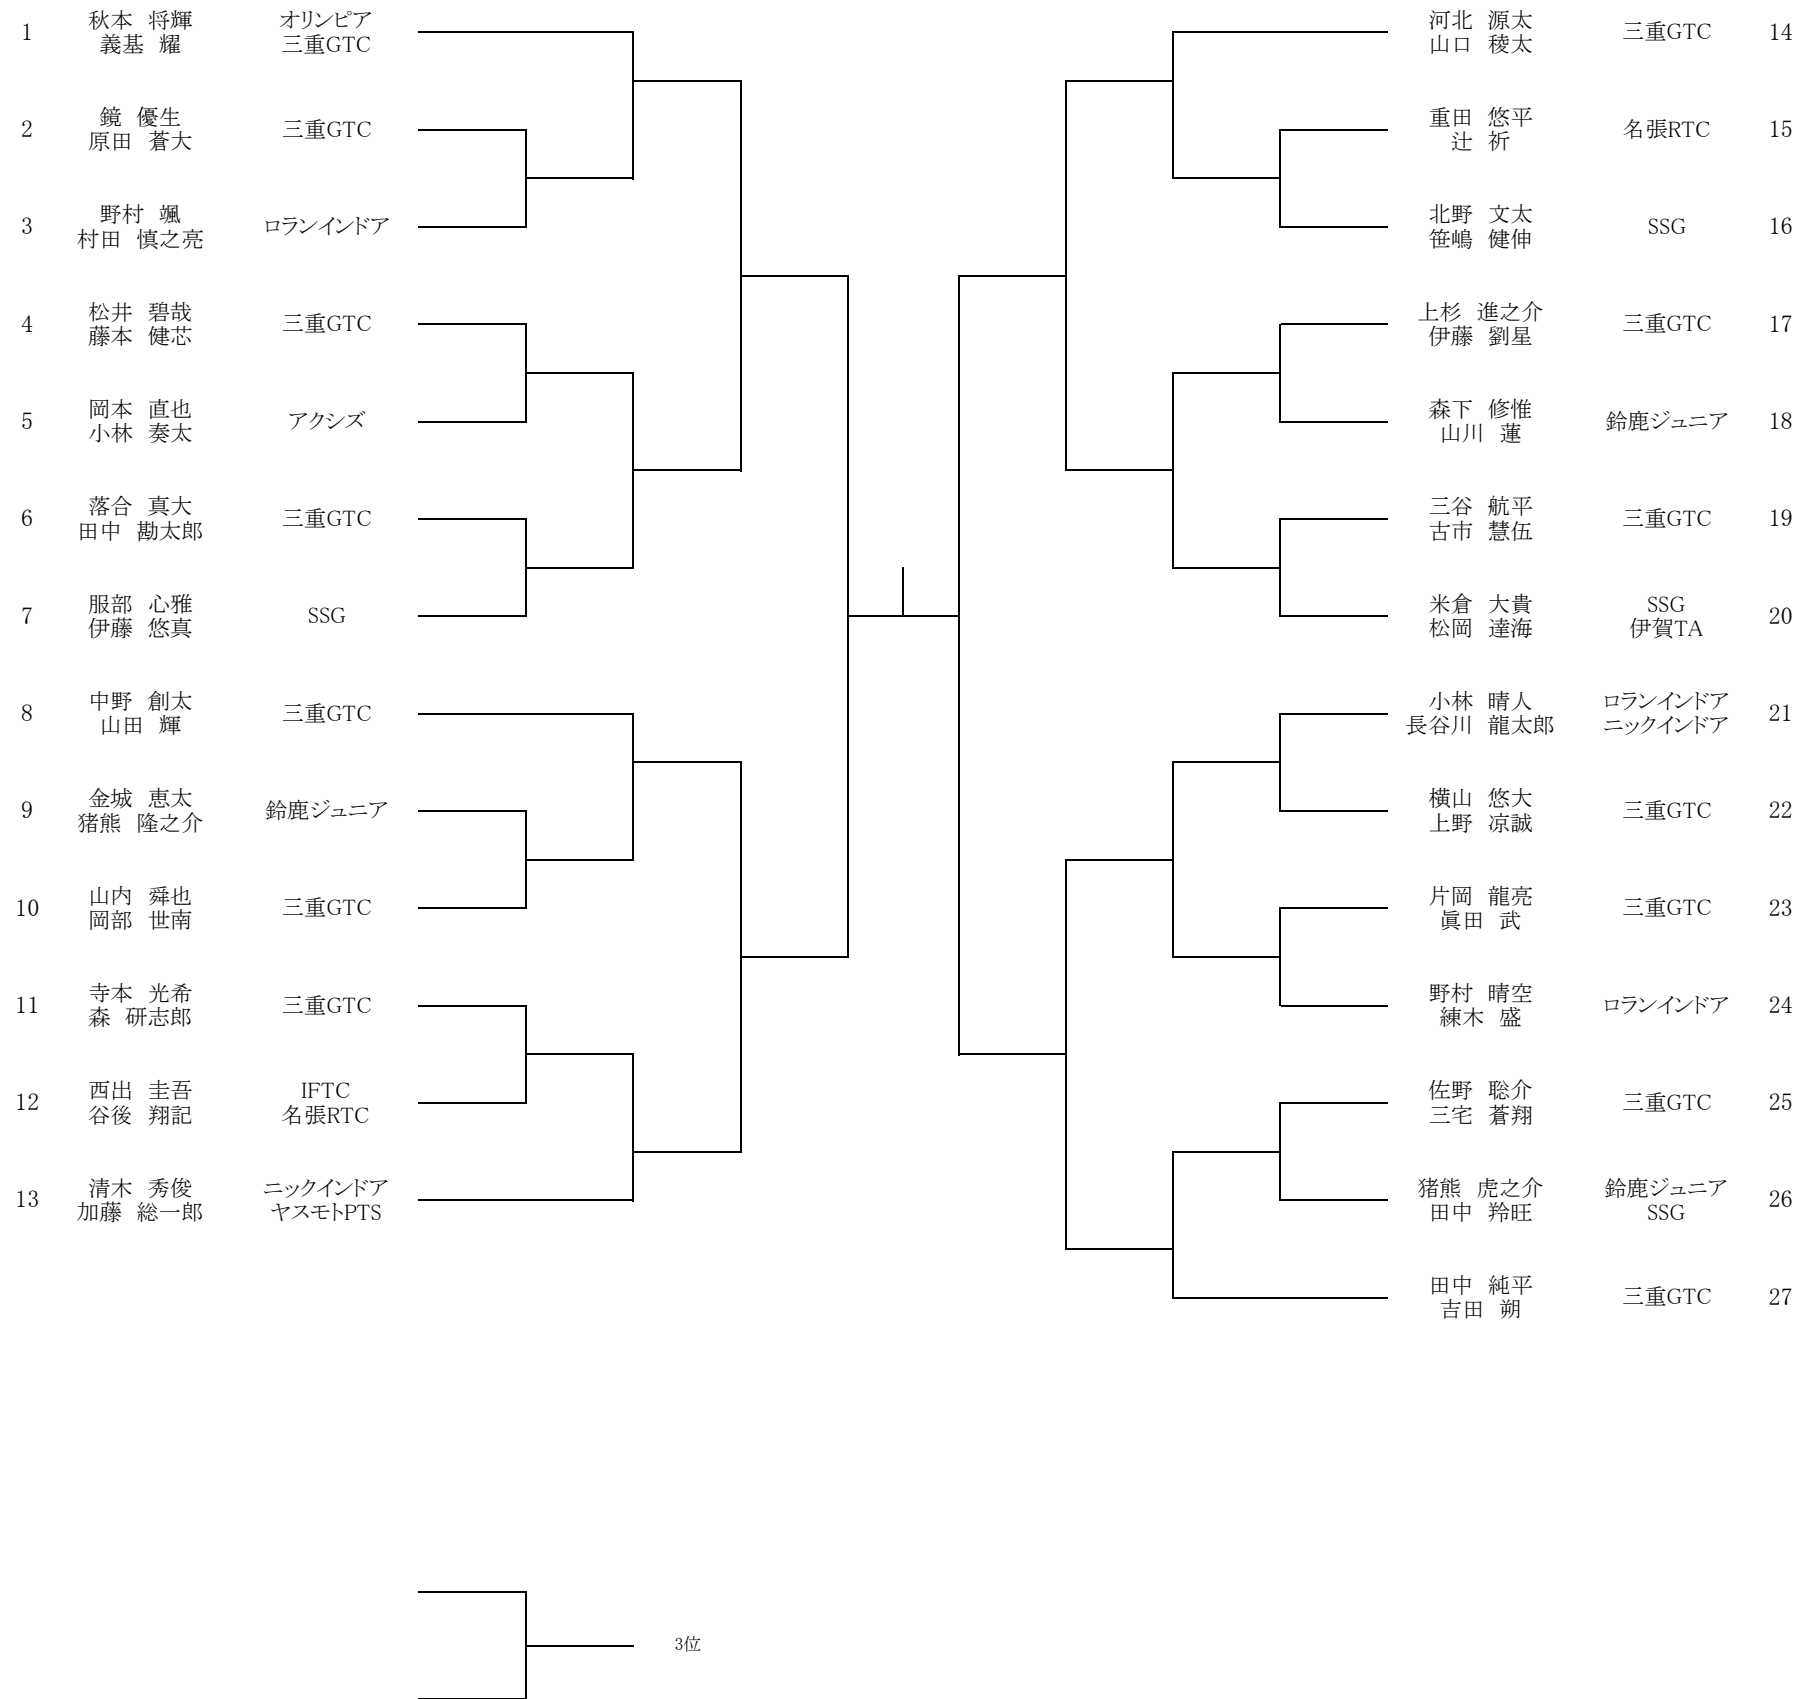 1 秋本 将輝 オリンピア
義基 耀 三重GTC
2 鏡 優生 三重GTC
原田 蒼大
3 野村 颯 ロランインドア
村田 慎之亮
4 松井 碧哉 三重GTC
藤本 健芯
5 岡本 直也 アクシズ
小林 奏太
6 落合 真大 三重GTC
田中 勘太郎
7 服部 心雅 SSG
伊藤 悠真
8 中野 創太 三重GTC
山田 輝
9 金城 恵太 鈴鹿ジュニア
猪熊 隆之介
10 山内 舜也 三重GTC
岡部 世南
11 寺本 光希 三重GTC
森 研志郎
12 西出 圭吾 IFTC
谷後 翔記 名張RTC
13 清木 秀俊 ニックインドア
加藤 総一郎 ヤスモトPTS
河北 源太 三重GTC 14
山口 稜太
重田 悠平 名張RTC 15
辻 祈
北野 文太 SSG 16
笹嶋 健伸
上杉 進之介 三重GTC 17
伊藤 劉星
森下 修惟 鈴鹿ジュニア 18
山川 蓮
三谷 航平 三重GTC 19
古市 慧伍
米倉 大貴 SSG 20
松岡 達海 伊賀TA
小林 晴人 ロランインドア 21
長谷川 龍太郎 ニックインドア
横山 悠大 三重GTC 22
上野 凉誠
片岡 龍亮 三重GTC 23
眞田 武
野村 晴空 ロランインドア 24
練木 盛
佐野 聡介 三重GTC 25
三宅 蒼翔
猪熊 虎之介 鈴鹿ジュニア 26
田中 羚旺 SSG
田中 純平 三重GTC 27
吉田 朔
3位